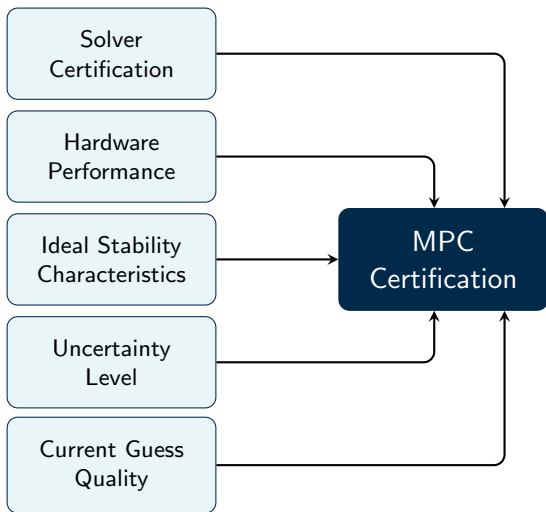 Solver
Certification
Hardware
Performance
Ideal Stability
Characteristics
Uncertainty
Level
Current Guess
Quality
MPC
Certification